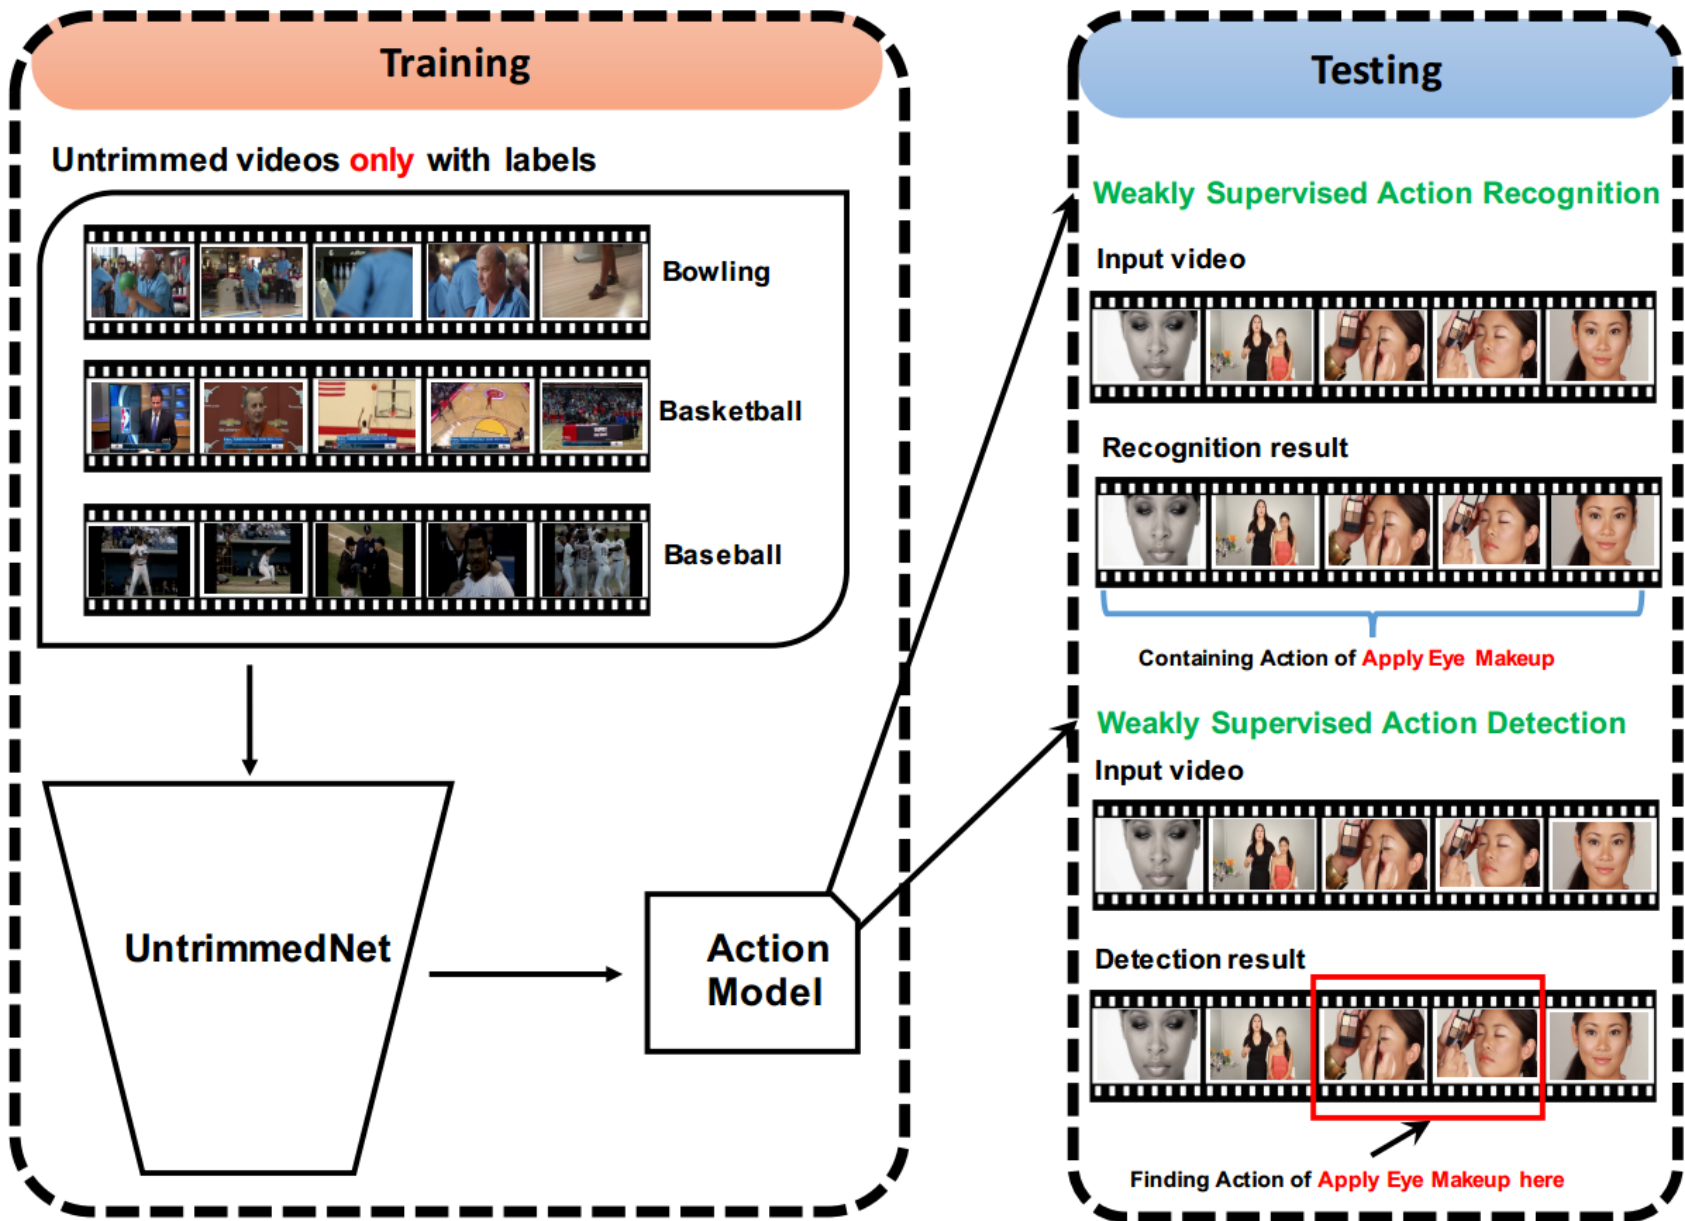 Training
Untrimmed videos only with labels
Bowling
Basketball
Baseball
UntrimmedNet
Action
Model
Testing
Weakly Supervised Action Recognition
Input video
Recognition result
Containing Action of Apply Eye Makeup
Weakly Supervised Action Detection
Input video
Detection result
Finding Action of Apply Eye Makeup here